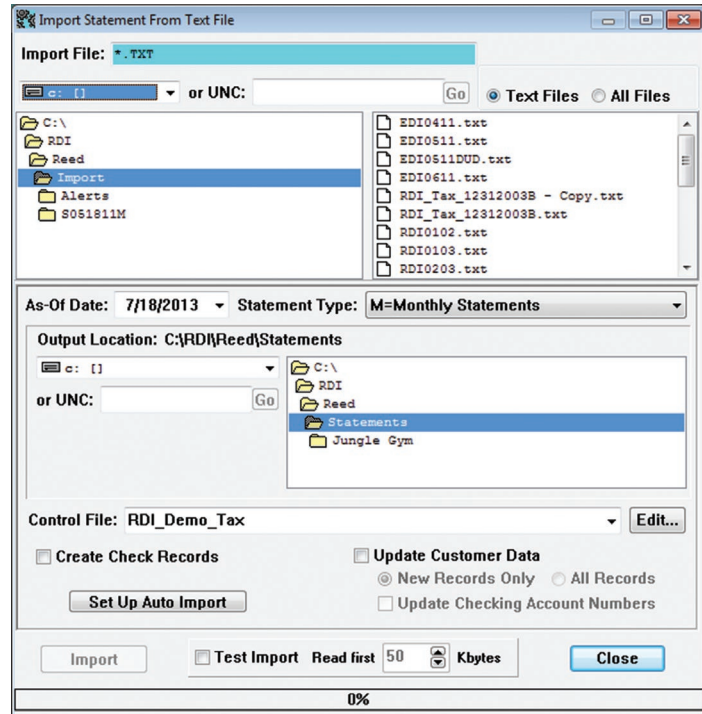 Import Statement From Text File
Import File: *.TXT
c: [] or UNC: Go Text Files All Files
C:\
RDI
Reed
Import
Alerts
S051811M
EDI0411.txt
EDI0511.txt
EDI0511DUD.txt
EDI0611.txt
RDI_Tax_12312003B - Copy.txt
RDI_Tax_12312003B.txt
RDI0102.txt
RDI0103.txt
RDI0203.txt
As-Of Date: 7/18/2013 Statement Type: M=Monthly Statements
Output Location: C:\RDI\Reed\Statements
c: []
or UNC: Go
C:\
RDI
Reed
Statements
Jungle Gym
Control File: RDI_Demo_Tax Edit...
Create Check Records
Set Up Auto Import
Update Customer Data
New Records Only All Records
Update Checking Account Numbers
Import Test Import Read first 50 Kbytes Close
0%